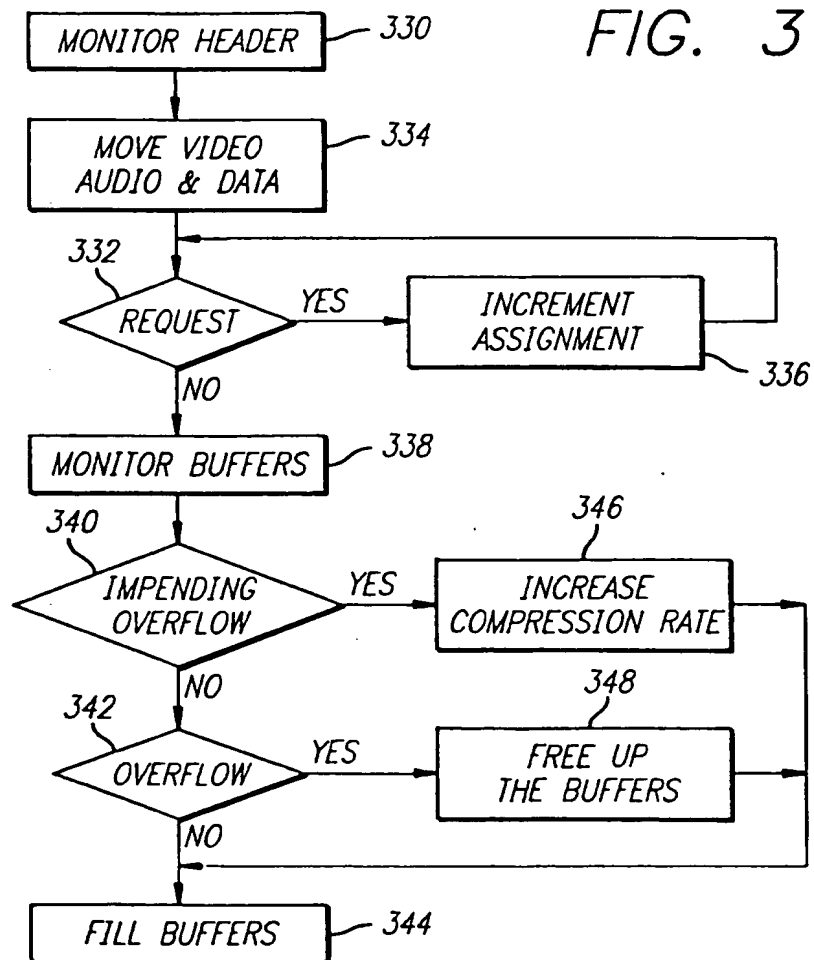 FIG. 3
MONITOR HEADER
330
MOVE VIDEO
AUDIO & DATA
334
332
REQUEST
YES
INCREMENT
ASSIGNMENT
336
NO
MONITOR BUFFERS
338
340
IMPENDING
OVERFLOW
YES
346
INCREASE
COMPRESSION RATE
NO
342
OVERFLOW
YES
348
FREE UP
THE BUFFERS
NO
FILL BUFFERS
344